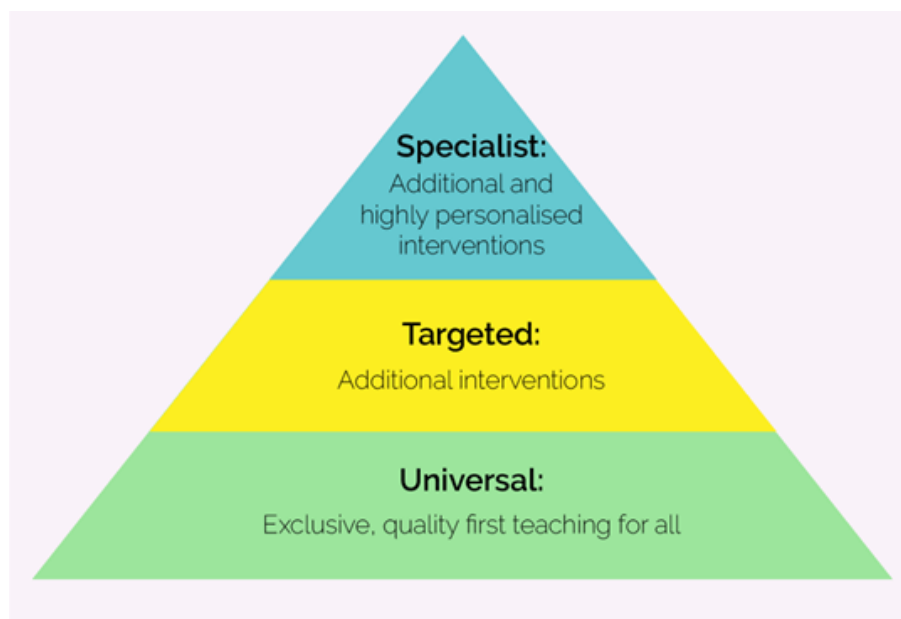 Specialist:
Additional and
highly personalised
interventions
Targeted:
Additional interventions
Universal:
Exclusive, quality first teaching for all